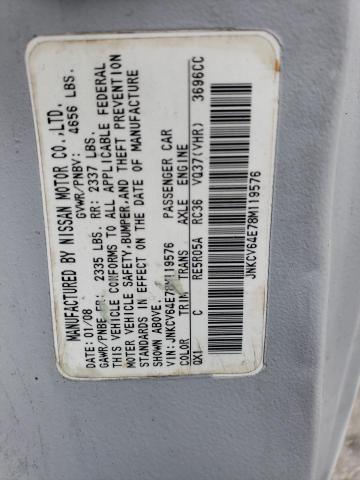 MANUFACTURED BY NISSAN MOTOR CO.,LTD.
DATE: 01/08 GVWR/PNBV: 4656 LBS.
GAWR/PNBE FR: 2335 LBS. RR: 2337 LBS.
THIS VEHICLE CONFORMS TO ALL APPLICABLE FEDERAL
MOTOR VEHICLE SAFETY, BUMPER, AND THEFT PREVENTION
STANDARDS IN EFFECT ON THE DATE OF MANUFACTURE
SHOWN ABOVE.
VIN: JNKCV64E78M119576 PASSENGER CAR
COLOR TRIM TRANS AXLE ENGINE
QX1 C RE5R05A RC36 VQ37(VHR) 3696CC
JNKCV64E78M119576